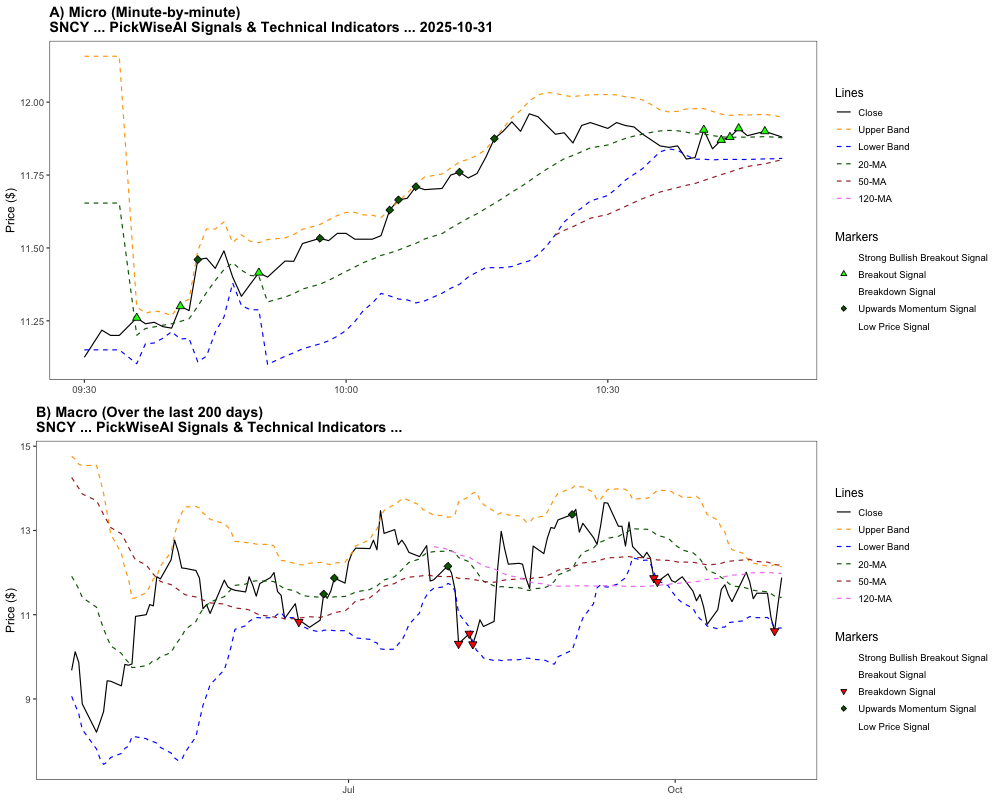 A) Micro (Minute-by-minute)
SNCY ... PickWiseAI Signals & Technical Indicators ... 2025-10-31
Price ($)
12.00
11.75
11.50
11.25
09:30
10:00
10:30
Lines
Close
Upper Band
Lower Band
20-MA
50-MA
120-MA
Markers
Strong Bullish Breakout Signal
Breakout Signal
Breakdown Signal
Upwards Momentum Signal
Low Price Signal
B) Macro (Over the last 200 days)
SNCY ... PickWiseAI Signals & Technical Indicators ...
Price ($)
15
13
11
9
Jul
Oct
Lines
Close
Upper Band
Lower Band
20-MA
50-MA
120-MA
Markers
Strong Bullish Breakout Signal
Breakout Signal
Breakdown Signal
Upwards Momentum Signal
Low Price Signal